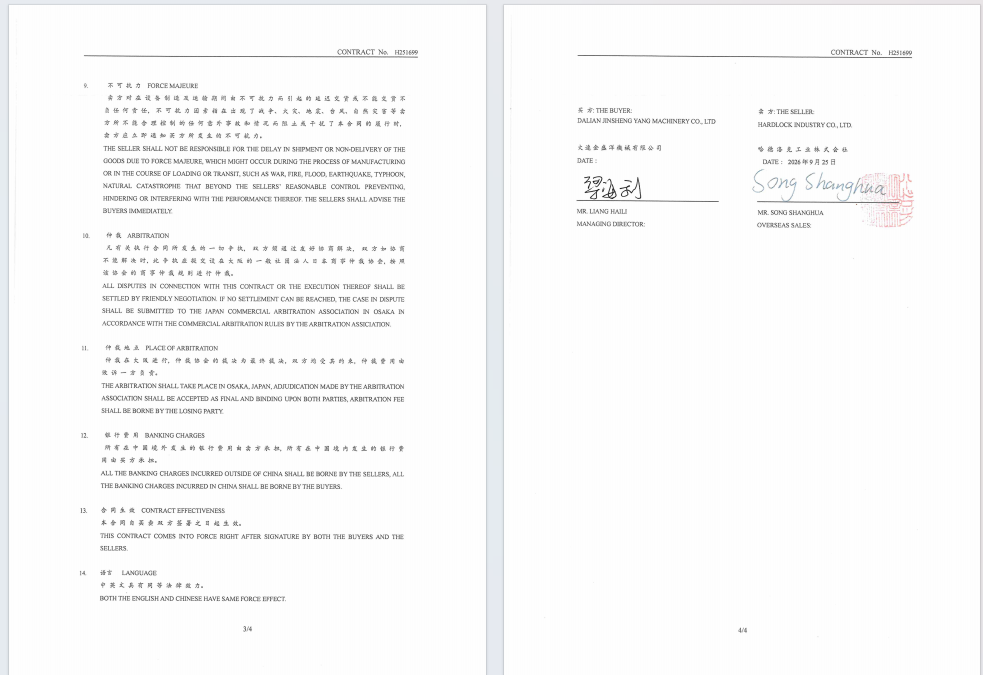 CONTRACT No. H251699
9. 不可抗力 FORCE MAJEURE
卖方对在设备制造及运输期间由不可抗力而引起的延迟交货或不能交货不
负任何责任，不可抗力因素指在出现了战争、火灾、地震、台风、自然灾害等卖
方所不能合理控制的任何意外事故和情况而阻止或干扰了本合同的履行时，
卖方应立即通知买方所发生的不可抗力。
THE SELLER SHALL NOT BE RESPONSIBLE FOR THE DELAY IN SHIPMENT OR NON-DELIVERY OF THE
GOODS DUE TO FORCE MAJEURE, WHICH MIGHT OCCUR DURING THE PROCESS OF MANUFACTURING
OR IN THE COURSE OF LOADING OR TRANSIT, SUCH AS WAR, FIRE, FLOOD, EARTHQUAKE, TYPHOON,
NATURAL CATASTROPHE THAT BEYOND THE SELLERS' REASONABLE CONTROL PREVENTING,
HINDERING OR INTERFERING WITH THE PERFORMANCE THEREOF. THE SELLERS SHALL ADVISE THE
BUYERS IMMEDIATELY.
10. 仲裁 ARBITRATION
凡有关执行合同所发生的一切争执，双方须通过友好协商解决，双方如协商
不能解决时，此争执应提交设在大阪的一般社团法人日本商事仲裁协会，按照
该协会的商事仲裁规则进行仲裁。
ALL DISPUTES IN CONNECTION WITH THIS CONTRACT OR THE EXECUTION THEREOF SHALL BE
SETTLED BY FRIENDLY NEGOTIATION. IF NO SETTLEMENT CAN BE REACHED, THE CASE IN DISPUTE
SHALL BE SUBMITTED TO THE JAPAN COMMERCIAL ARBITRATION ASSOCIATION IN OSAKA IN
ACCORDANCE WITH THE COMMERCIAL ARBITRATION RULES BY THE ARBITRATION ASSICIATION.
11. 仲裁地点 PLACE OF ARBITRATION
仲裁在大阪进行，仲裁协会的裁决为最终裁决，双方均受其约束，仲裁费用由
败诉一方负责。
THE ARBITRATION SHALL TAKE PLACE IN OSAKA, JAPAN, ADJUDICATION MADE BY THE ARBITRATION
ASSOCIATION SHALL BE ACCEPTED AS FINAL AND BINDING UPON BOTH PARTIES, ARBITRATION FEE
SHALL BE BORNE BY THE LOSING PARTY.
12. 银行费用 BANKING CHARGES
所有在中国境外发生的银行费用由卖方承担，所有在中国境内发生的银行费
用由买方承担。
ALL THE BANKING CHARGES INCURRED OUTSIDE OF CHINA SHALL BE BORNE BY THE SELLERS, ALL
THE BANKING CHARGES INCURRED IN CHINA SHALL BE BORNE BY THE BUYERS.
13. 合同生效 CONTRACT EFFECTIVENESS
本合同自买卖双方签署之日起生效。
THIS CONTRACT COMES INTO FORCE RIGHT AFTER SIGNATURE BY BOTH THE BUYERS AND THE
SELLERS.
14. 语言 LANGUAGE
中英文具有同等法律效力。
BOTH THE ENGLISH AND CHINESE HAVE SAME FORCE EFFECT.
3/4
CONTRACT No. H251699
买方: THE BUYER:
DALIAN JINSHENG YANG MACHINERY CO., LTD
大连金盛洋機械有限公司
DATE :
梁海利
MR. LIANG HAILI
MANAGING DIRECTOR:
卖方: THE SELLER:
HARDLOCK INDUSTRY CO., LTD.
哈德洛克工业株式会社
DATE : 2026 年 9 月 25 日
Song Shanghua
MR. SONG SHANGHUA
OVERSEAS SALES:
4/4